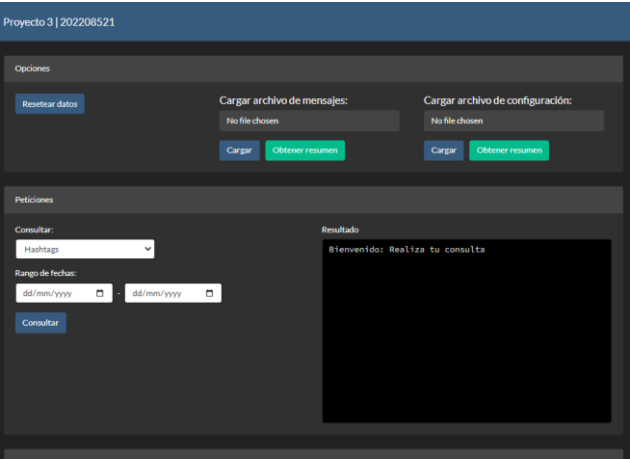 Proyecto 3 | 202208521
Opciones
Resetear datos
Cargar archivo de mensajes:
No file chosen
Cargar
Obtener resumen
Cargar archivo de configuración:
No file chosen
Cargar
Obtener resumen
Peticiones
Consultar:
Hashtags
Rango de fechas:
dd/mm/yyyy - dd/mm/yyyy
Consultar
Resultado
Bienvenido: Realiza tu consulta